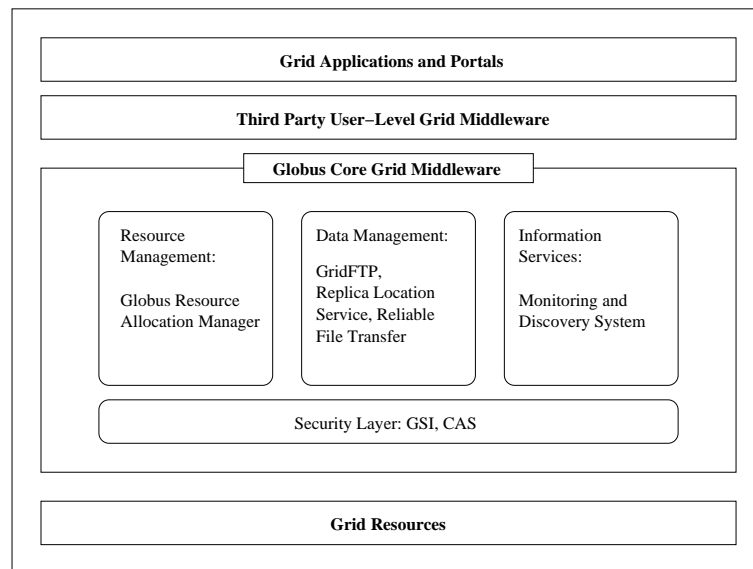 Grid Applications and Portals
Third Party User−Level Grid Middleware
Globus Core Grid Middleware
Resource
Management:
Globus Resource
Allocation Manager
Data Management:
GridFTP,
Replica Location
Service, Reliable
File Transfer
Information
Services:
Monitoring and
Discovery System
Security Layer: GSI, CAS
Grid Resources